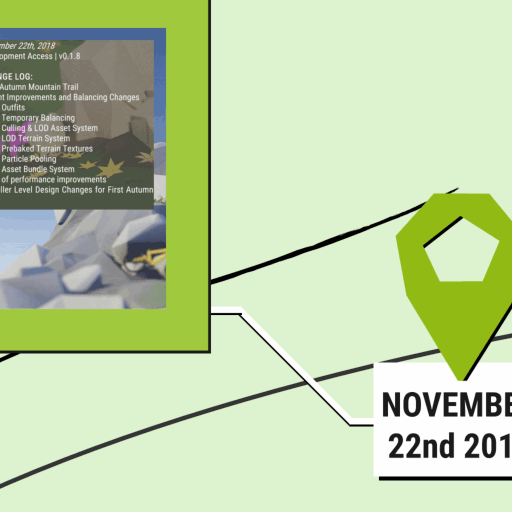 mber 22th, 2018
opment Access | v0.1.8
NGE LOG:
Autumn Mountain Trail
nt Improvements and Balancing Changes
Outfits
Temporary Balancing
Culling & LOD Asset System
LOD Terrain System
Prebaked Terrain Textures
Particle Pooling
Asset Bundle System
of performance improvements
ller Level Design Changes for First Autumn
NOVEMBE
22nd 201